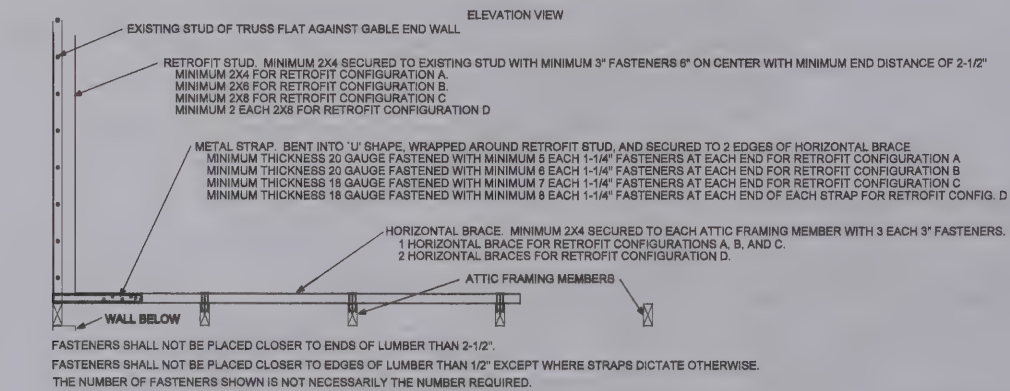 ELEVATION VIEW
EXISTING STUD OF TRUSS FLAT AGAINST GABLE END WALL
RETROFIT STUD. MINIMUM 2X4 SECURED TO EXISTING STUD WITH MINIMUM 3" FASTENERS 6" ON CENTER WITH MINIMUM END DISTANCE OF 2-1/2"
MINIMUM 2X4 FOR RETROFIT CONFIGURATION A.
MINIMUM 2X6 FOR RETROFIT CONFIGURATION B.
MINIMUM 2X8 FOR RETROFIT CONFIGURATION C
MINIMUM 2 EACH 2X8 FOR RETROFIT CONFIGURATION D
METAL STRAP. BENT INTO 'U' SHAPE, WRAPPED AROUND RETROFIT STUD, AND SECURED TO 2 EDGES OF HORIZONTAL BRACE
MINIMUM THICKNESS 20 GAUGE FASTENED WITH MINIMUM 5 EACH 1-1/4" FASTENERS AT EACH END FOR RETROFIT CONFIGURATION A
MINIMUM THICKNESS 20 GAUGE FASTENED WITH MINIMUM 6 EACH 1-1/4" FASTENERS AT EACH END FOR RETROFIT CONFIGURATION B
MINIMUM THICKNESS 18 GAUGE FASTENED WITH MINIMUM 7 EACH 1-1/4" FASTENERS AT EACH END FOR RETROFIT CONFIGURATION C
MINIMUM THICKNESS 18 GAUGE FASTENED WITH MINIMUM 8 EACH 1-1/4" FASTENERS AT EACH END OF EACH STRAP FOR RETROFIT CONFIG. D
HORIZONTAL BRACE. MINIMUM 2X4 SECURED TO EACH ATTIC FRAMING MEMBER WITH 3 EACH 3" FASTENERS.
1 HORIZONTAL BRACE FOR RETROFIT CONFIGURATIONS A, B, AND C.
2 HORIZONTAL BRACES FOR RETROFIT CONFIGURATION D.
ATTIC FRAMING MEMBERS
WALL BELOW
FASTENERS SHALL NOT BE PLACED CLOSER TO ENDS OF LUMBER THAN 2-1/2".
FASTENERS SHALL NOT BE PLACED CLOSER TO EDGES OF LUMBER THAN 1/2" EXCEPT WHERE STRAPS DICTATE OTHERWISE.
THE NUMBER OF FASTENERS SHOWN IS NOT NECESSARILY THE NUMBER REQUIRED.